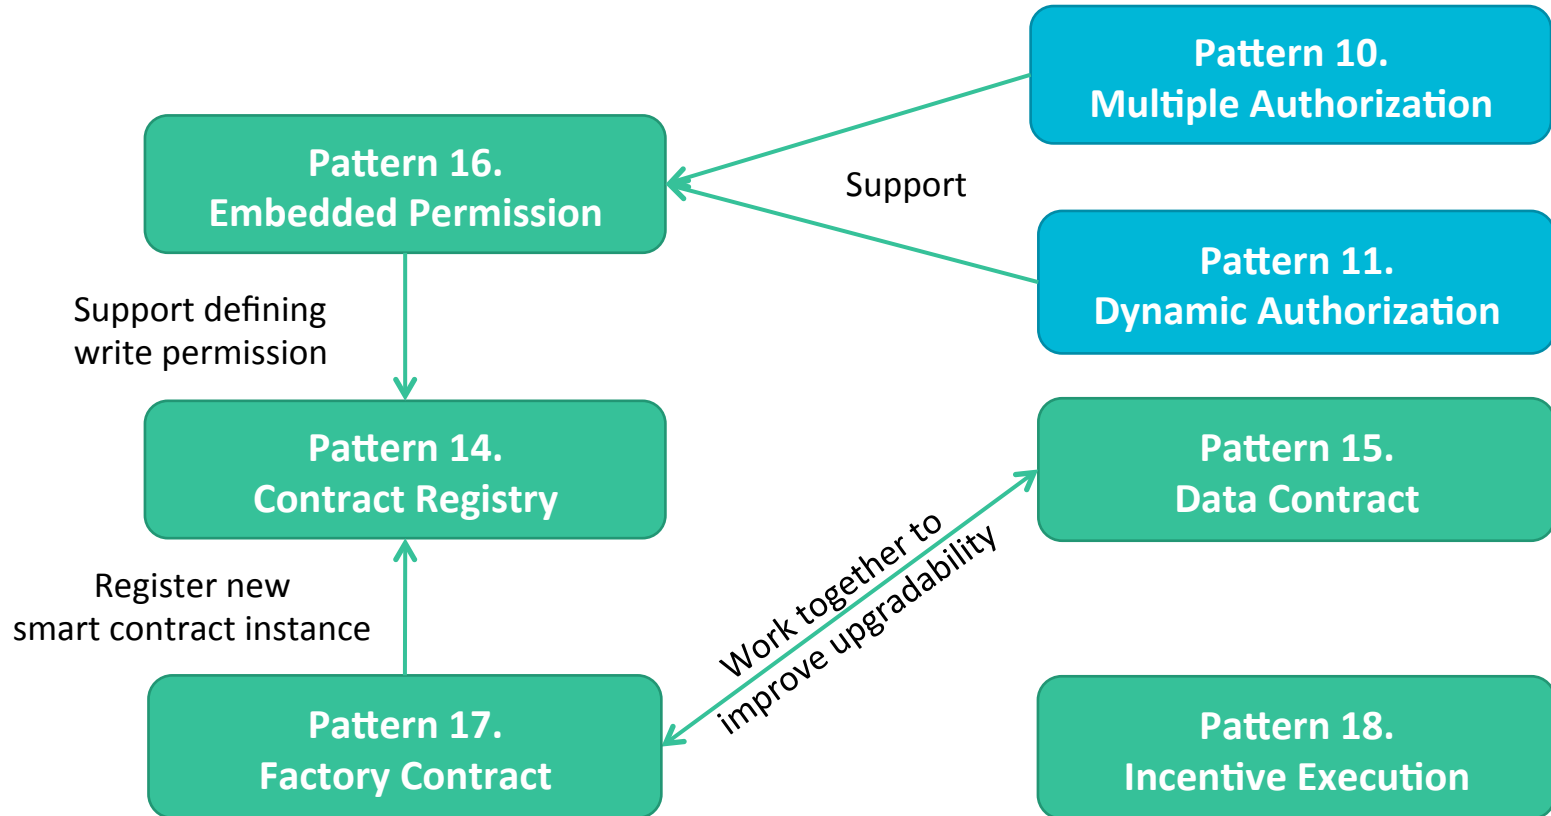 Pattern 10.
Multiple Authorization
Pattern 16.
Embedded Permission
Support
Pattern 11.
Dynamic Authorization
Support defining
write permission
Pattern 14.
Contract Registry
Pattern 15.
Data Contract
Register new
smart contract instance
Work together to
improve upgradability
Pattern 17.
Factory Contract
Pattern 18.
Incentive Execution